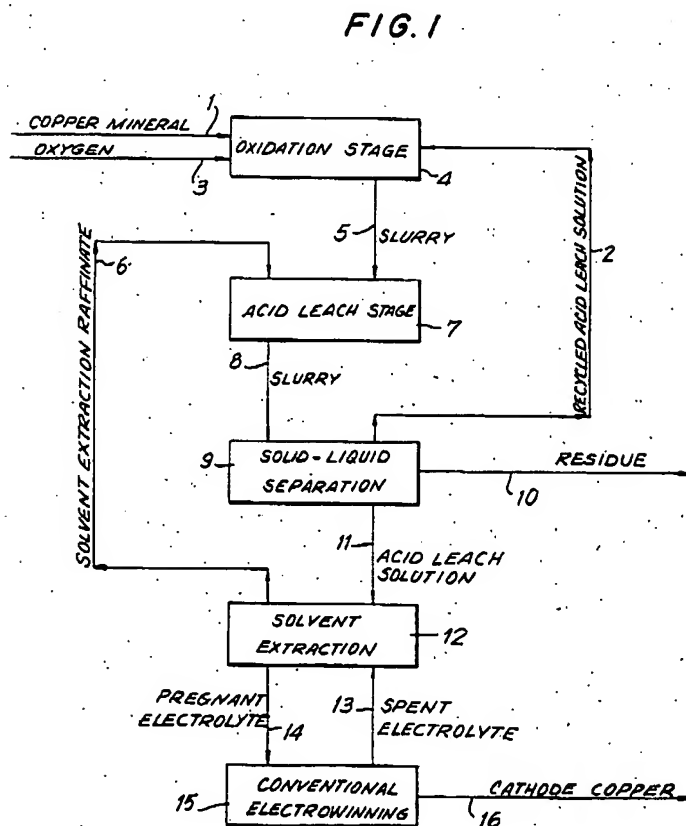 FIG. 1
COPPER MINERAL 1
OXYGEN 3
OXIDATION STAGE
4
5 SLURRY
2
RECYCLED ACID LEACH SOLUTION
6
SOLVENT EXTRACTION RAFFINATE
ACID LEACH STAGE
7
8
SLURRY
9
SOLID-LIQUID
SEPARATION
RESIDUE
10
11
ACID LEACH
SOLUTION
SOLVENT
EXTRACTION
12
PREGNANT
ELECTROLYTE
14
13 SPENT
ELECTROLYTE
15
CONVENTIONAL
ELECTROWINNING
CATHODE COPPER
16